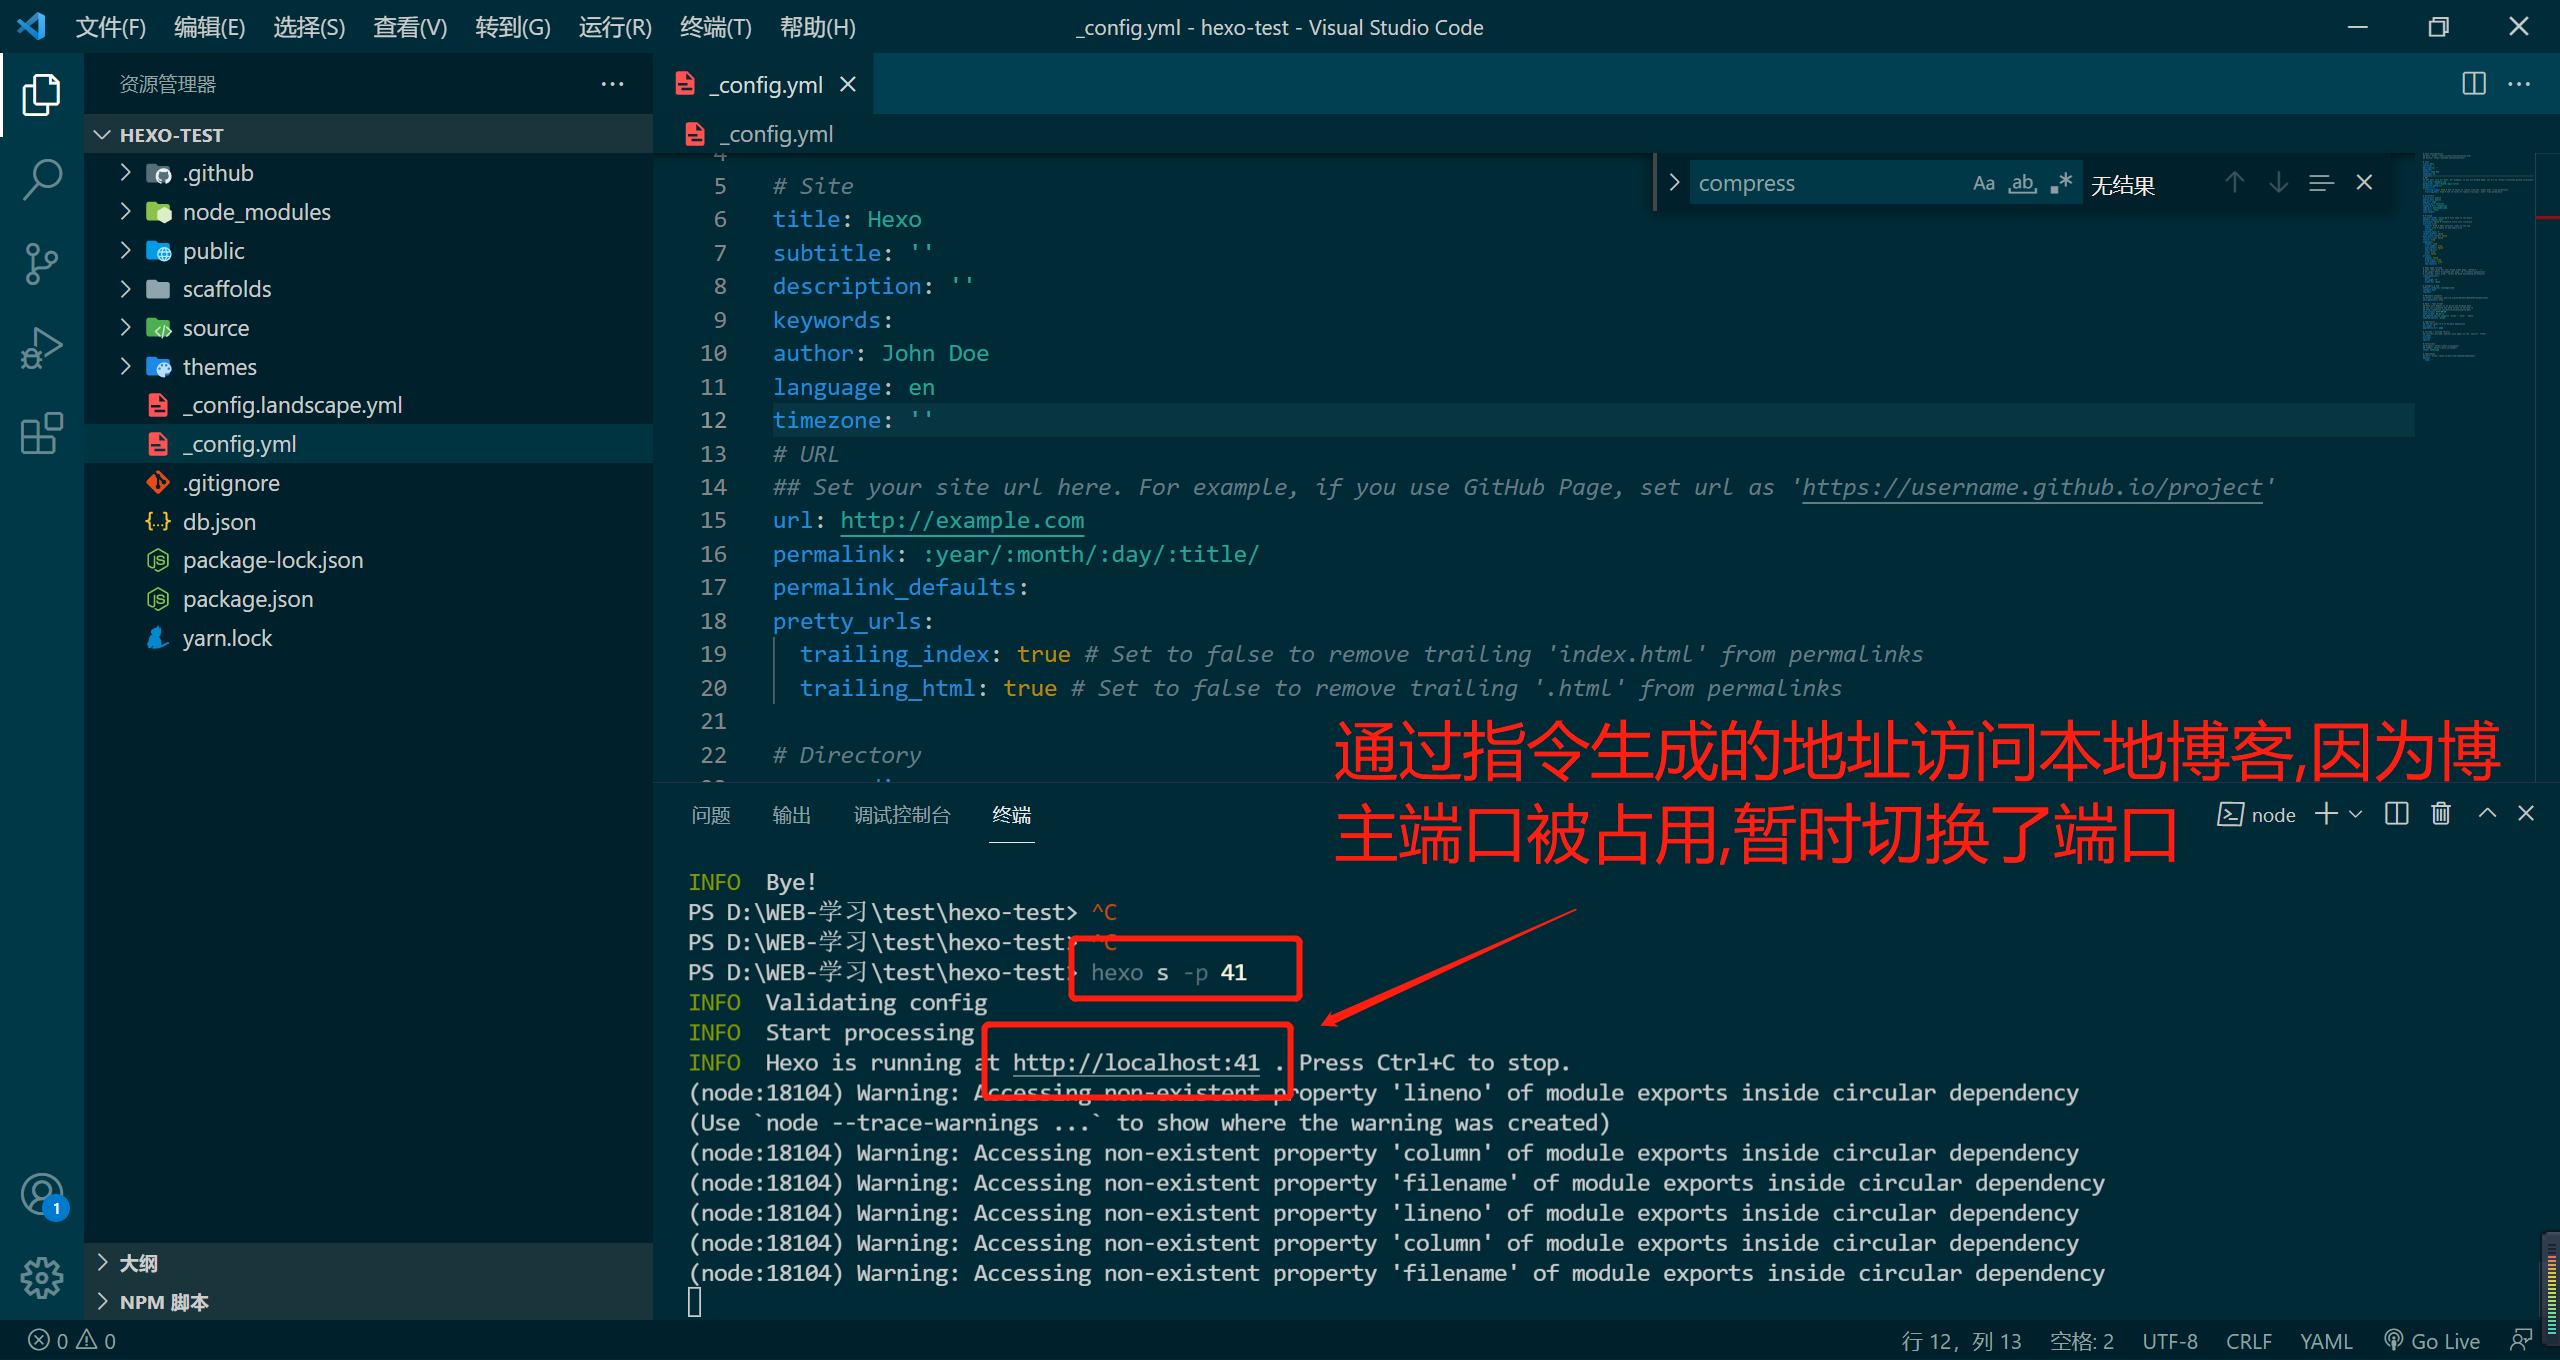 文件(F) 编辑(E) 选择(S) 查看(V) 转到(G) 运行(R) 终端(T) 帮助(H)
_config.yml - hexo-test - Visual Studio Code
资源管理器
HEXO-TEST
.github
node_modules
public
scaffolds
source
themes
_config.landscape.yml
_config.yml
.gitignore
db.json
package-lock.json
package.json
yarn.lock
大纲
NPM 脚本
_config.yml
_config.yml
compress Aa ab 无结果
4
5 # Site
6 title: Hexo
7 subtitle: ''
8 description: ''
9 keywords:
10 author: John Doe
11 language: en
12 timezone: ''
13 # URL
14 ## Set your site url here. For example, if you use GitHub Page, set url as 'https://username.github.io/project'
15 url: http://example.com
16 permalink: :year/:month/:day/:title/
17 permalink_defaults:
18 pretty_urls:
19 trailing_index: true # Set to false to remove trailing 'index.html' from permalinks
20 trailing_html: true # Set to false to remove trailing '.html' from permalinks
21
22 # Directory
通过指令生成的地址访问本地博客,因为博
主端口被占用,暂时切换了端口
问题 输出 调试控制台 终端
node
INFO Bye!
PS D:\WEB-学习\test\hexo-test> ^C
PS D:\WEB-学习\test\hexo-test> ^C
PS D:\WEB-学习\test\hexo-test> hexo s -p 41
INFO Validating config
INFO Start processing
INFO Hexo is running at http://localhost:41 . Press Ctrl+C to stop.
(node:18104) Warning: Accessing non-existent property 'lineno' of module exports inside circular dependency
(Use `node --trace-warnings ...` to show where the warning was created)
(node:18104) Warning: Accessing non-existent property 'column' of module exports inside circular dependency
(node:18104) Warning: Accessing non-existent property 'filename' of module exports inside circular dependency
(node:18104) Warning: Accessing non-existent property 'lineno' of module exports inside circular dependency
(node:18104) Warning: Accessing non-existent property 'column' of module exports inside circular dependency
(node:18104) Warning: Accessing non-existent property 'filename' of module exports inside circular dependency
1
0 0
行 12，列 13 空格: 2 UTF-8 CRLF YAML Go Live